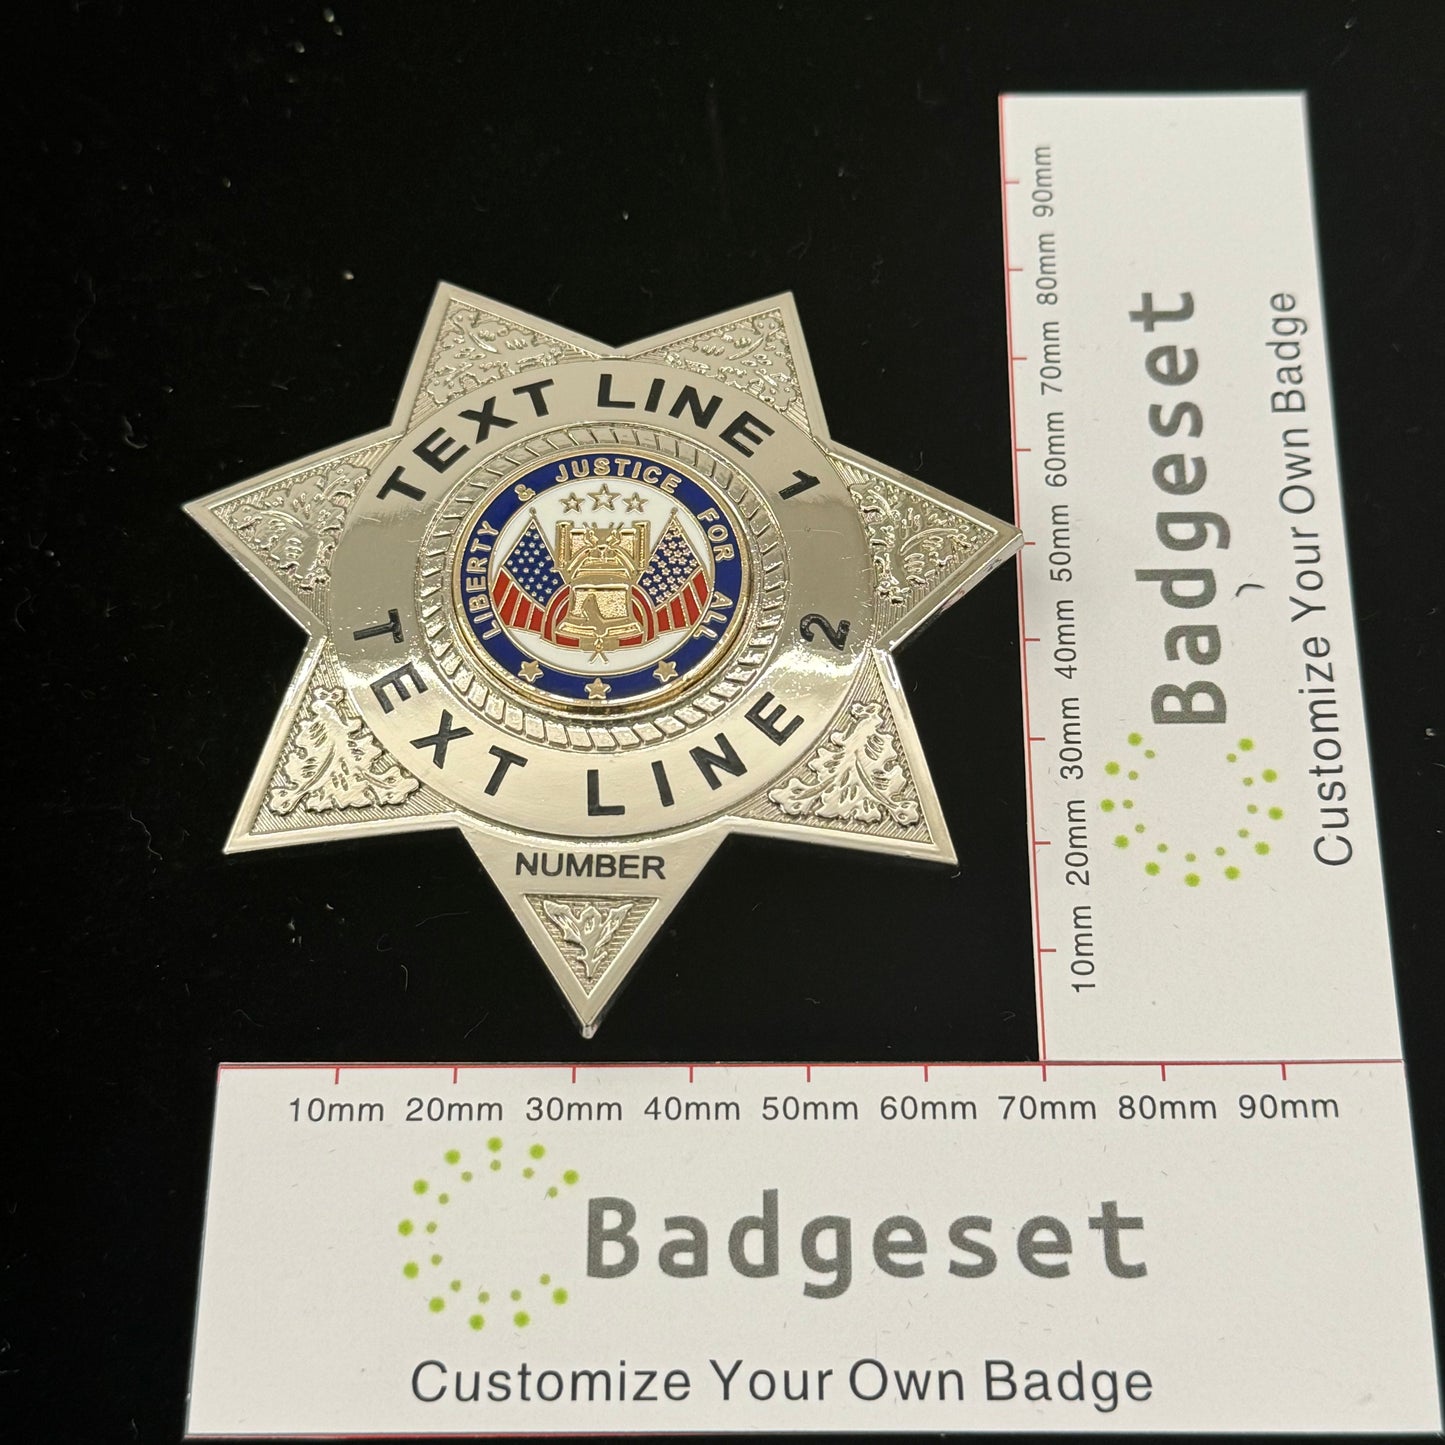 TEXT LINE 1
LIBERTY & JUSTICE FOR ALL
TEXT LINE 2
NUMBER
90mm
80mm
70mm
60mm
50mm
40mm
30mm
20mm
10mm
Badgeset
Customize Your Own Badge
10mm 20mm 30mm 40mm 50mm 60mm 70mm 80mm 90mm
Badgeset
Customize Your Own Badge